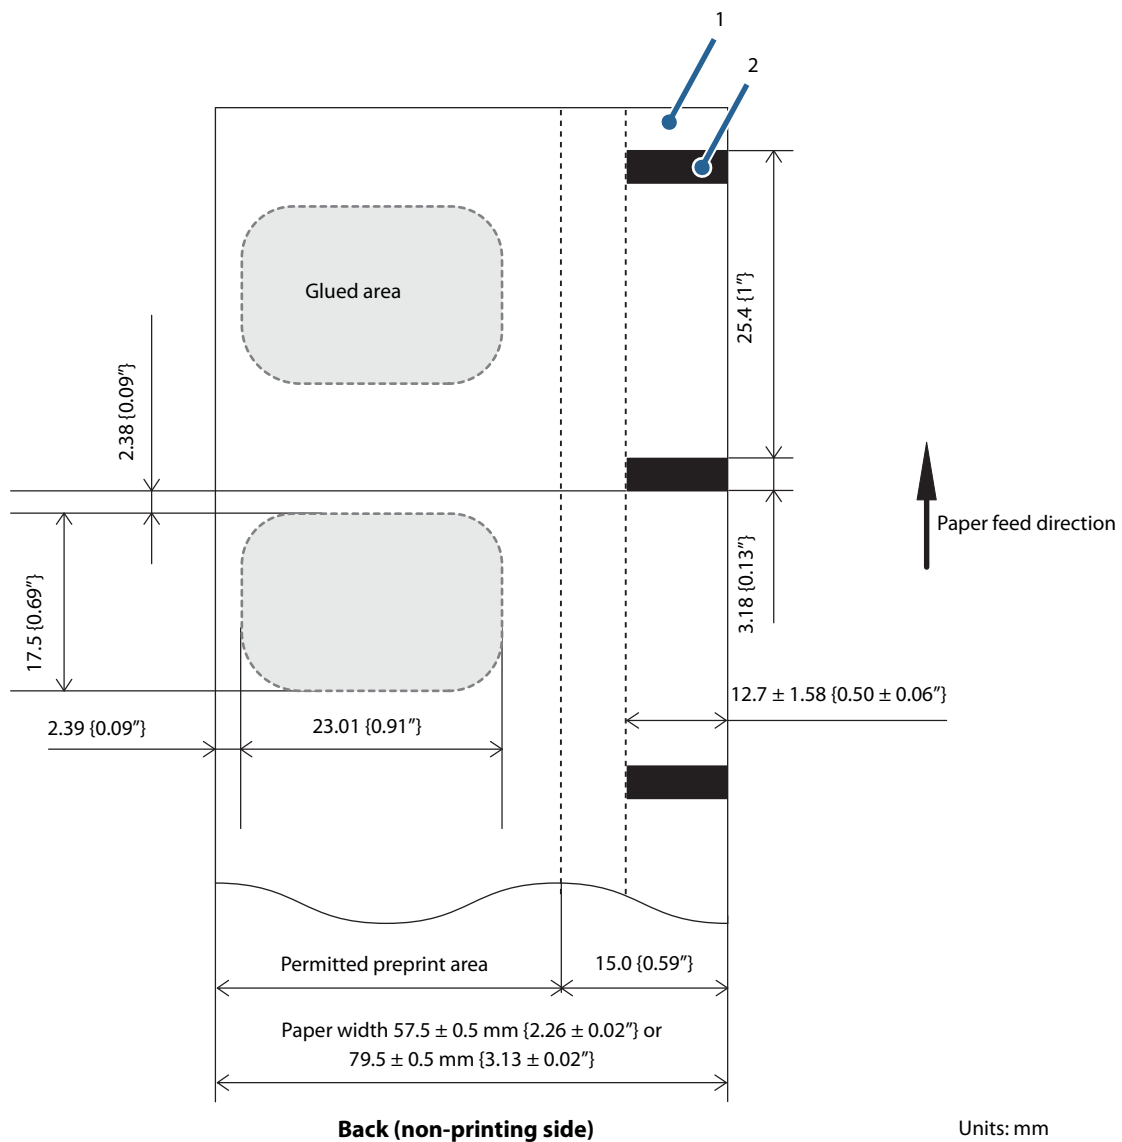 1
2
Glued area
25.4 {1″}
2.38 {0.09″}
Paper feed direction
3.18 {0.13″}
17.5 {0.69″}
12.7 ± 1.58 {0.50 ± 0.06″}
2.39 {0.09″}
23.01 {0.91″}
Permitted preprint area
15.0 {0.59″}
Paper width 57.5 ± 0.5 mm {2.26 ± 0.02″} or
79.5 ± 0.5 mm {3.13 ± 0.02″}
Back (non-printing side)
Units: mm